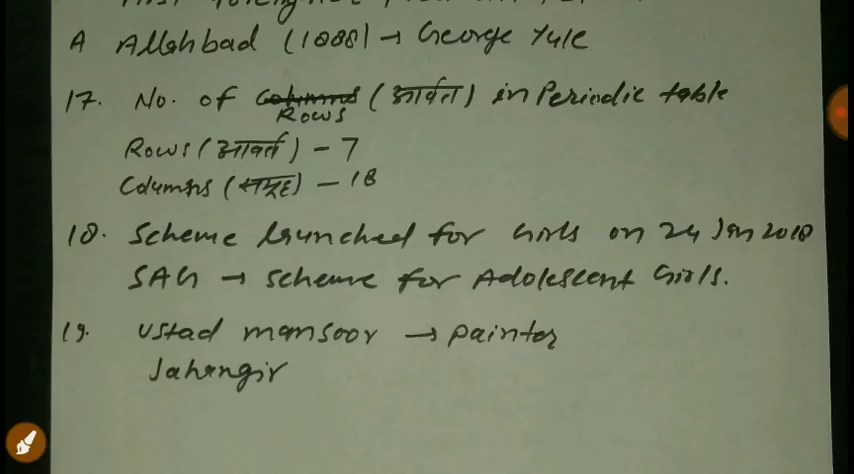 A Allahbad (1888) → George Yule
17. No. of Columns (आवर्त) in Periodic table
Rows
Rows (आवर्त) - 7
Columns (समूह) - 18
18. Scheme launched for Girls on 24 Jan 2018
SAG → Scheme for Adolescent Girls.
19. Ustad mansoor → painter
Jahangir